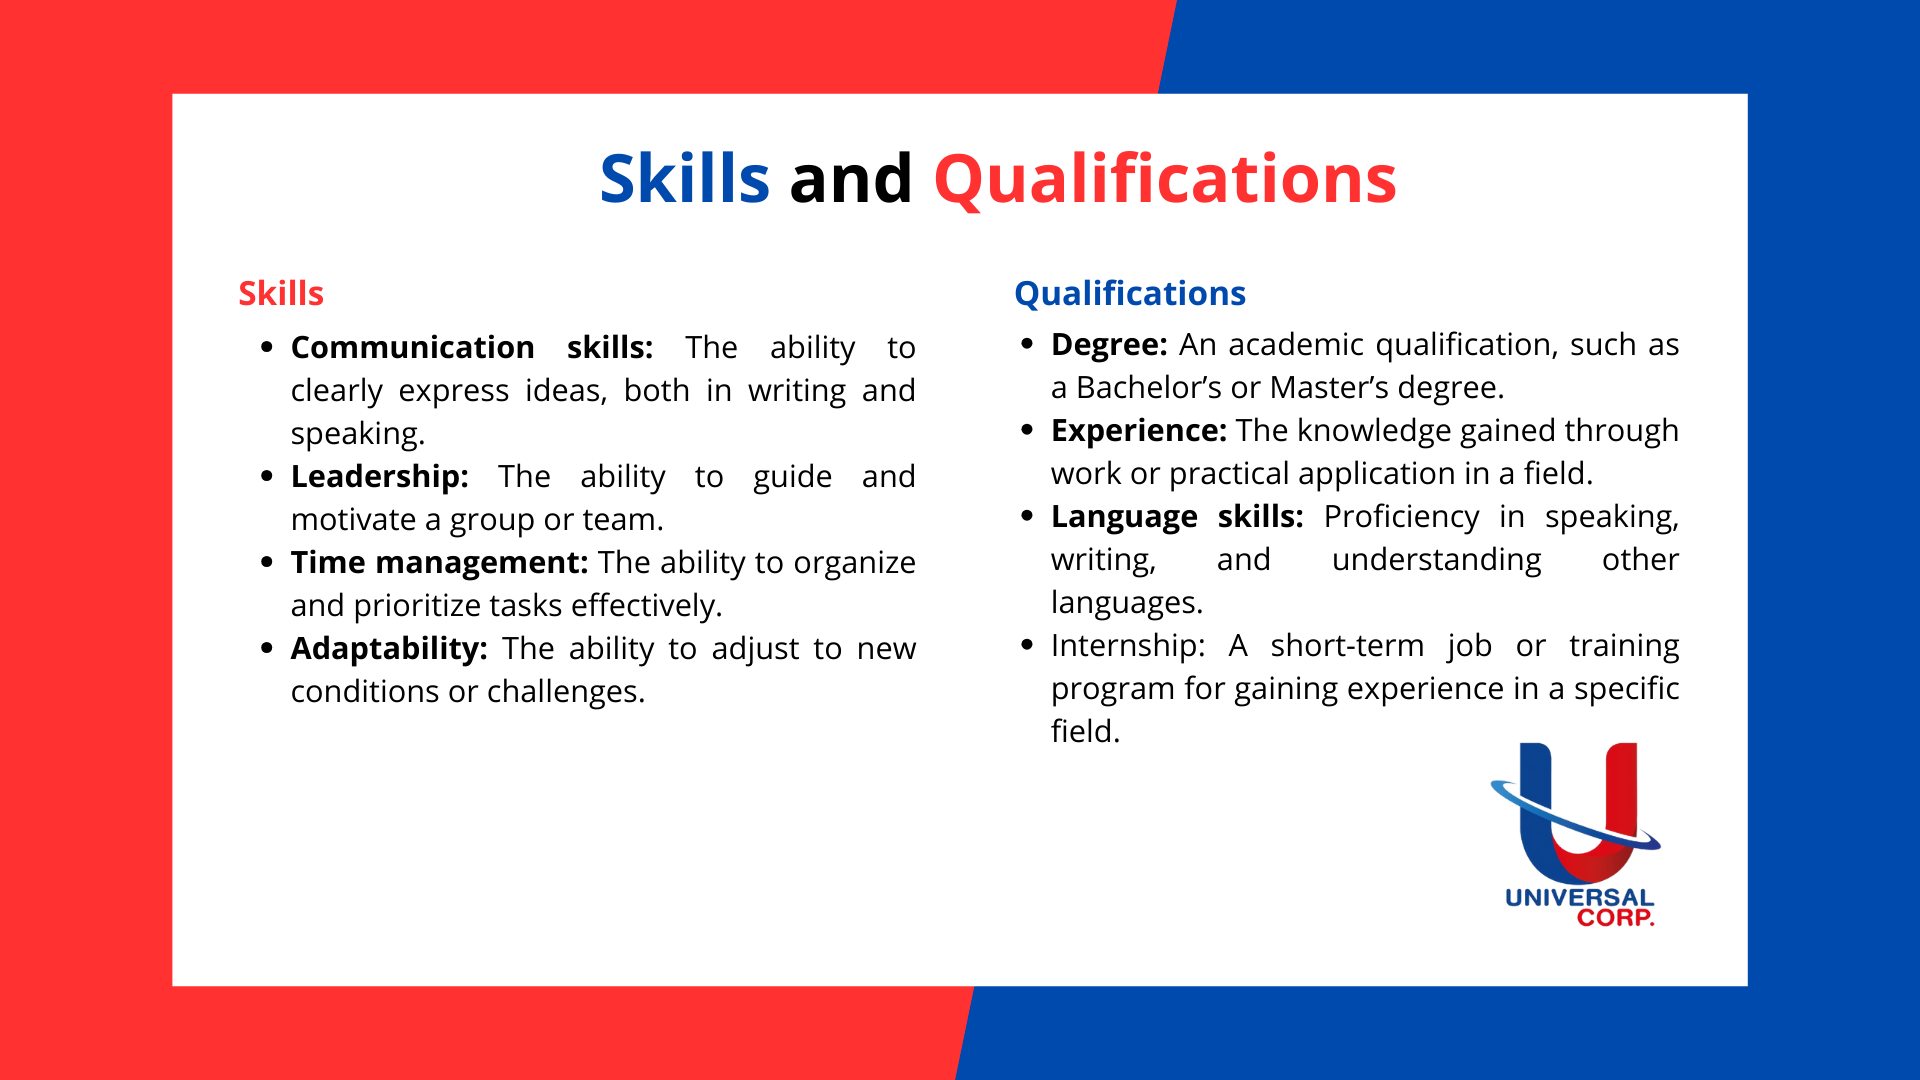 Skills and Qualifications
Skills
• Communication skills: The ability to
clearly express ideas, both in writing and
speaking.
• Leadership: The ability to guide and
motivate a group or team.
• Time management: The ability to organize
and prioritize tasks effectively.
• Adaptability: The ability to adjust to new
conditions or challenges.
Qualifications
• Degree: An academic qualification, such as
a Bachelor’s or Master’s degree.
• Experience: The knowledge gained through
work or practical application in a field.
• Language skills: Proficiency in speaking,
writing, and understanding other
languages.
• Internship: A short-term job or training
program for gaining experience in a specific
field.
UNIVERSAL
CORP.